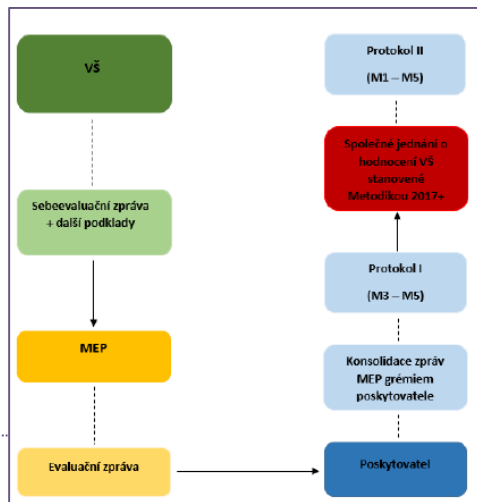 VŠ
Sebeevaluační zpráva
+ další podklady
MEP
Evaluační zpráva
Poskytovatel
Konsolidace zpráv
MEP grémiem
poskytovatele
Protokol I
(M3 – M5)
Společné jednání o
hodnocení VŠ
stanovené
Metodikou 2017+
Protokol II
(M1 – M5)